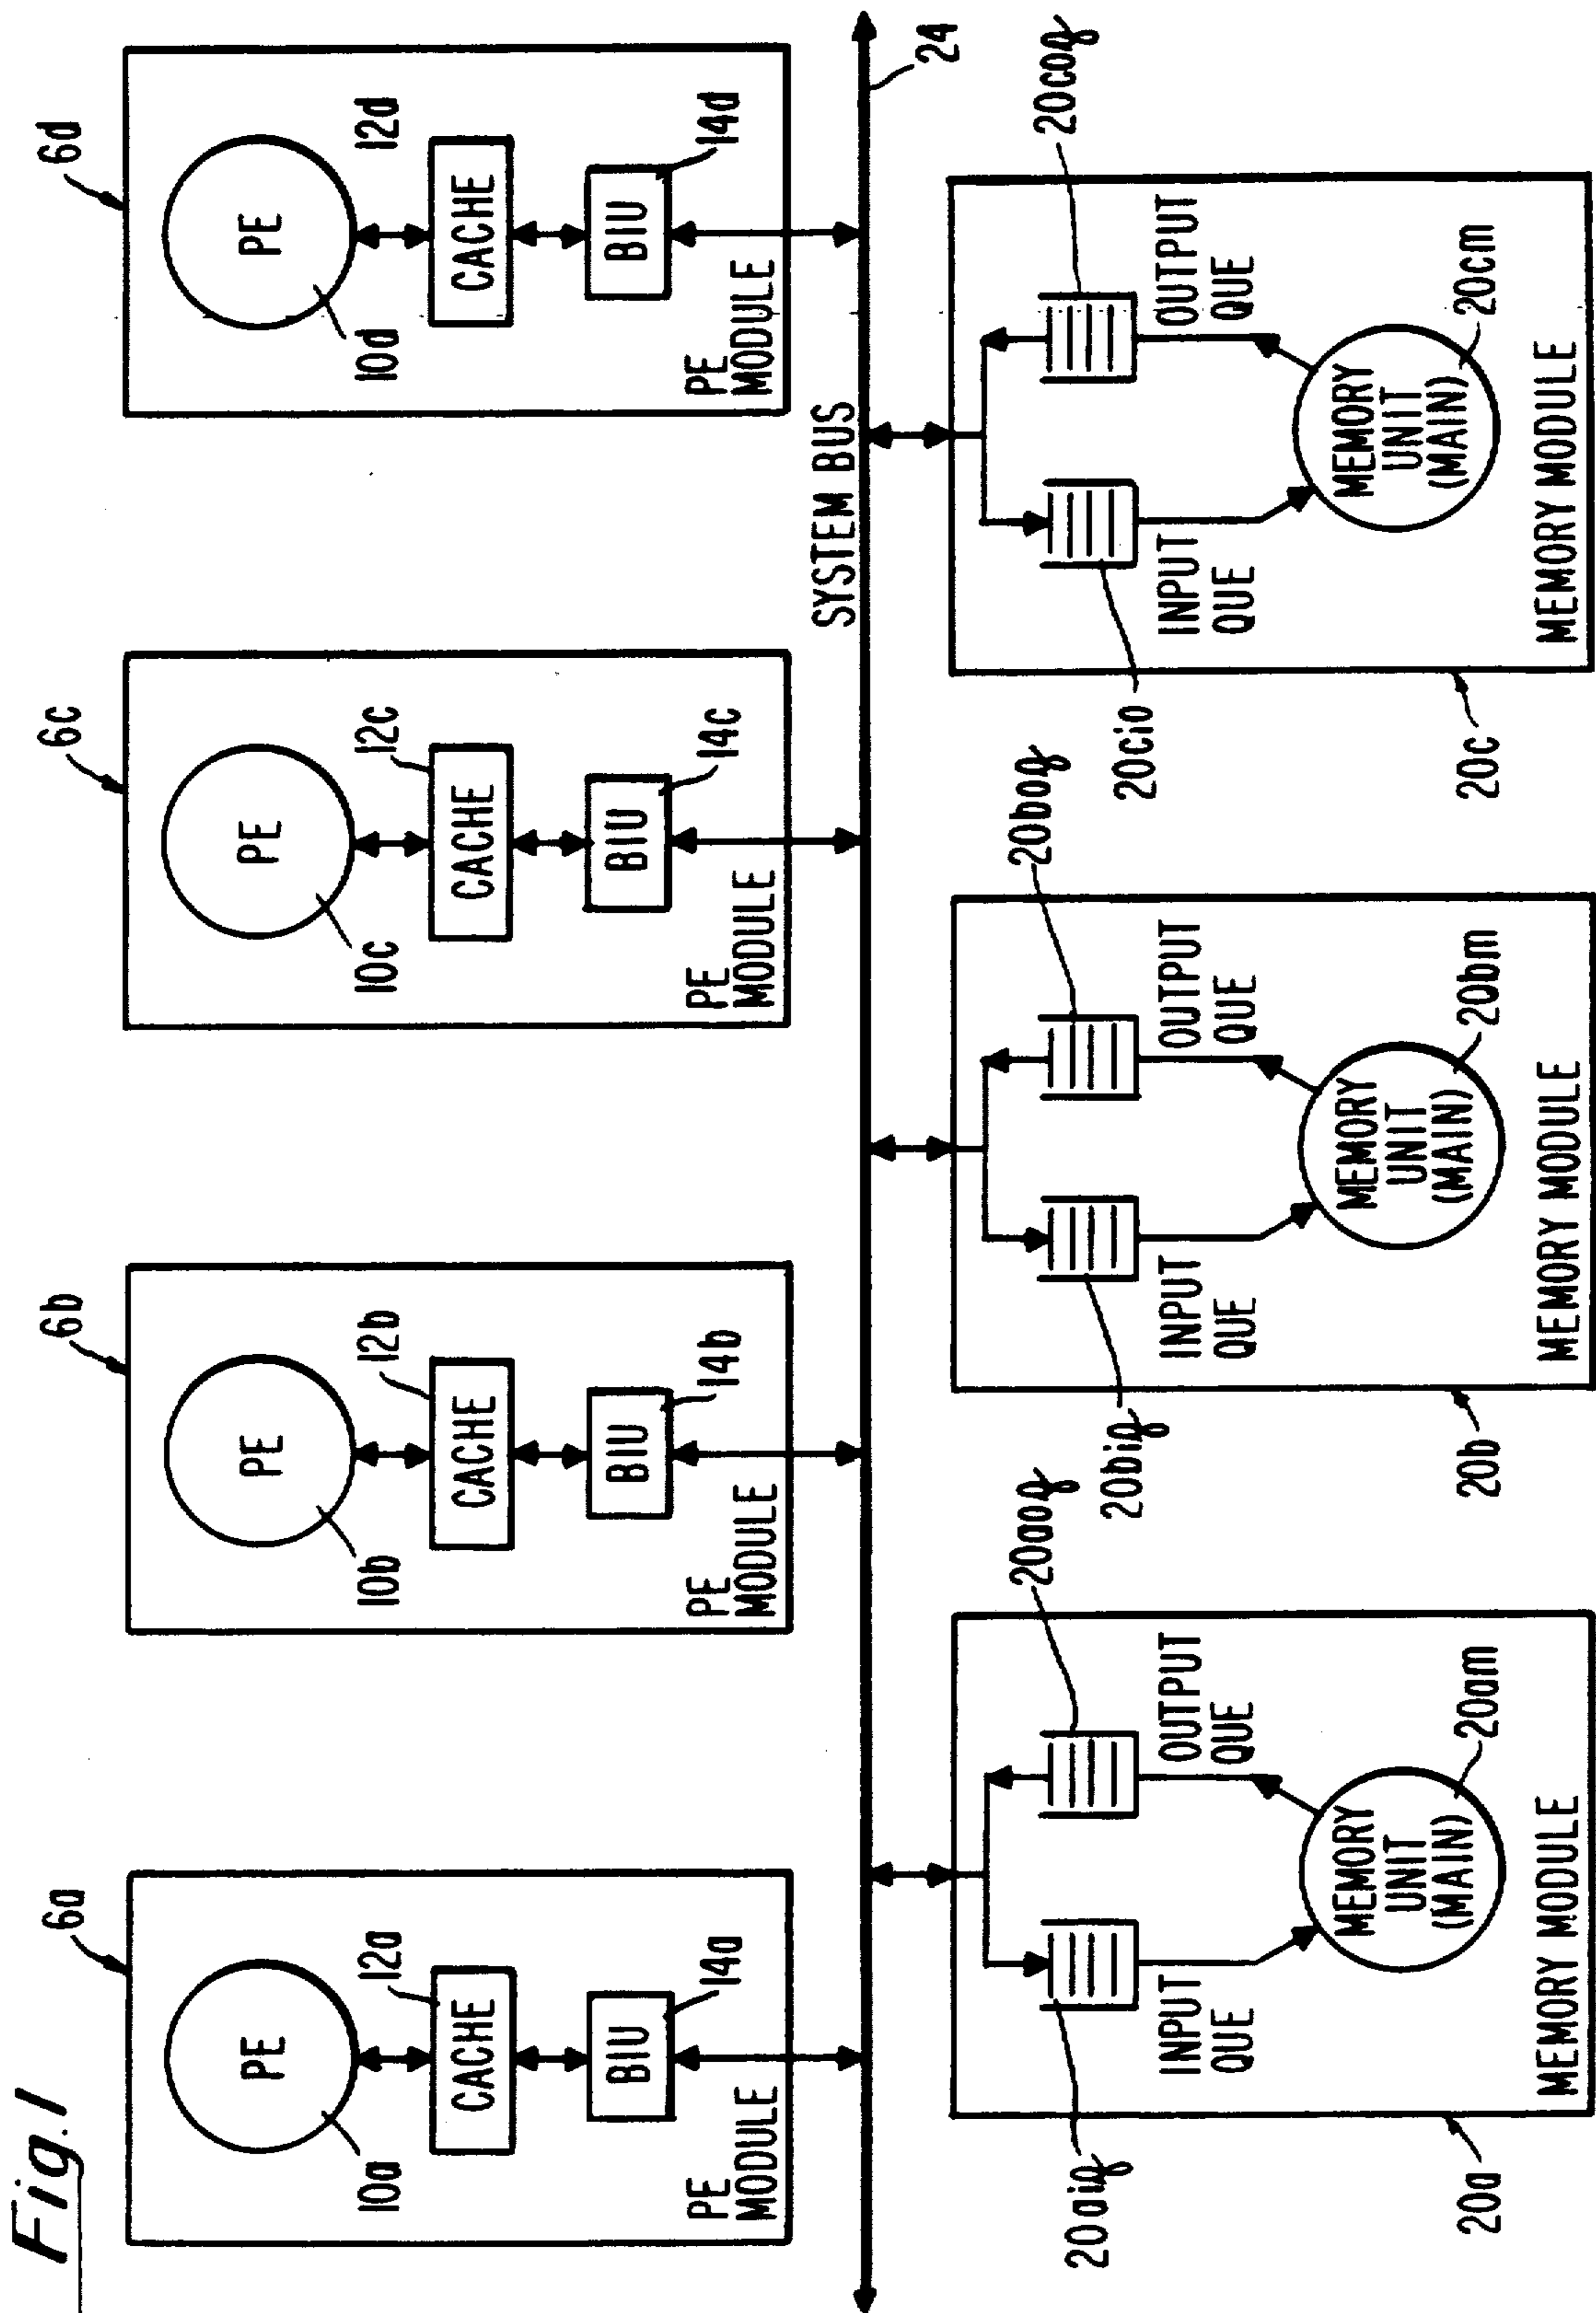 Fig.1
6a
6b
6c
6d
PE
PE
PE
PE
10a
12a
10b
12b
10c
12c
10d
12d
CACHE
CACHE
CACHE
CACHE
BIU
BIU
BIU
BIU
14a
14b
14c
14d
PE
MODULE
PE
MODULE
PE
MODULE
PE
MODULE
SYSTEM BUS
24
20aiq
20aoq
20biq
20boq
20cio
20coq
INPUT
QUE
OUTPUT
QUE
INPUT
QUE
OUTPUT
QUE
INPUT
QUE
OUTPUT
QUE
MEMORY
UNIT
(MAIN)
20am
MEMORY
UNIT
(MAIN)
20bm
MEMORY
UNIT
(MAIN)
20cm
20a
MEMORY MODULE
20b
MEMORY MODULE
20c
MEMORY MODULE